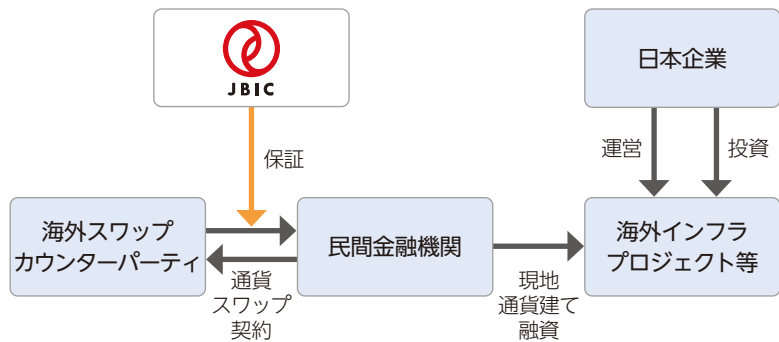 JBIC
日本企業
保証
運営
投資
海外スワップ
カウンターパーティ
民間金融機関
海外インフラ
プロジェクト等
通貨
スワップ
契約
現地
通貨建て
融資